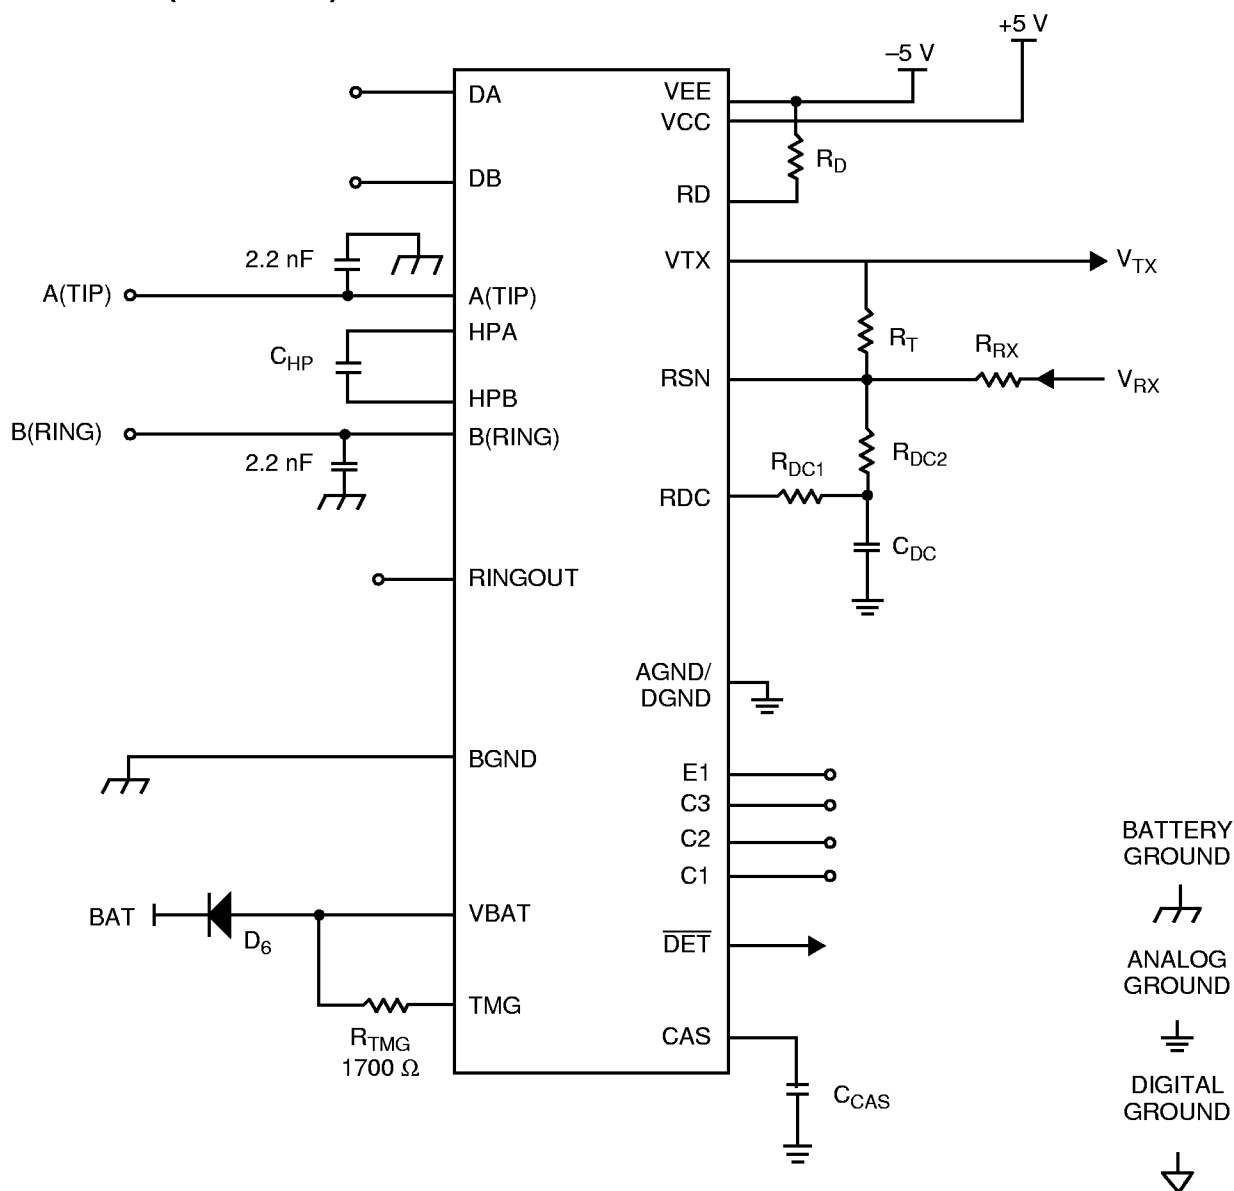 +5 V
–5 V
DA
VEE
VCC
RD
DB
RD
2.2 nF
VTX
VTX
A(TIP)
A(TIP)
HPA
RT
RRX
CHP
RSN
VRX
HPB
B(RING)
B(RING)
2.2 nF
RDC1
RDC2
RDC
CDC
RINGOUT
AGND/
DGND
BGND
E1
C3
C2
C1
BATTERY
GROUND
BAT
D6
VBAT
DET
ANALOG
GROUND
TMG
RTMG
1700 Ω
CAS
CCAS
DIGITAL
GROUND